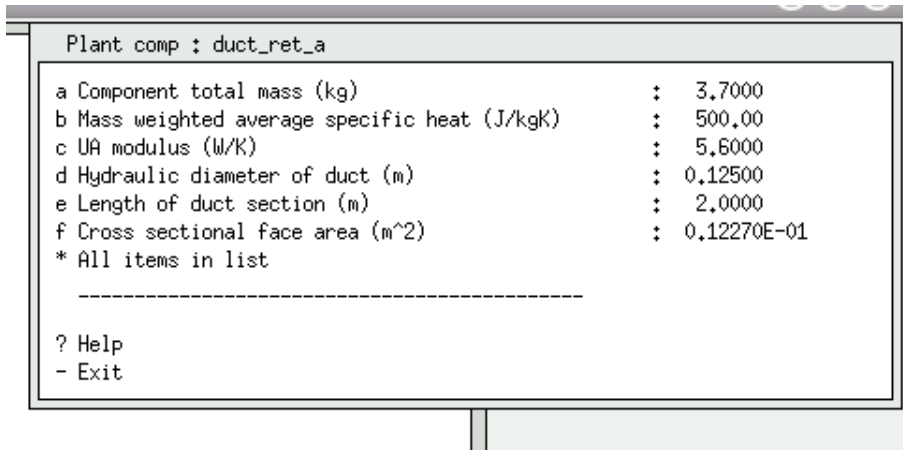 Plant comp : duct_ret_a
a Component total mass (kg) : 3.7000
b Mass weighted average specific heat (J/kgK) : 500.00
c UA modulus (W/K) : 5.6000
d Hydraulic diameter of duct (m) : 0.12500
e Length of duct section (m) : 2.0000
f Cross sectional face area (m^2) : 0.12270E-01
* All items in list
----------------------------------------------
? Help
- Exit